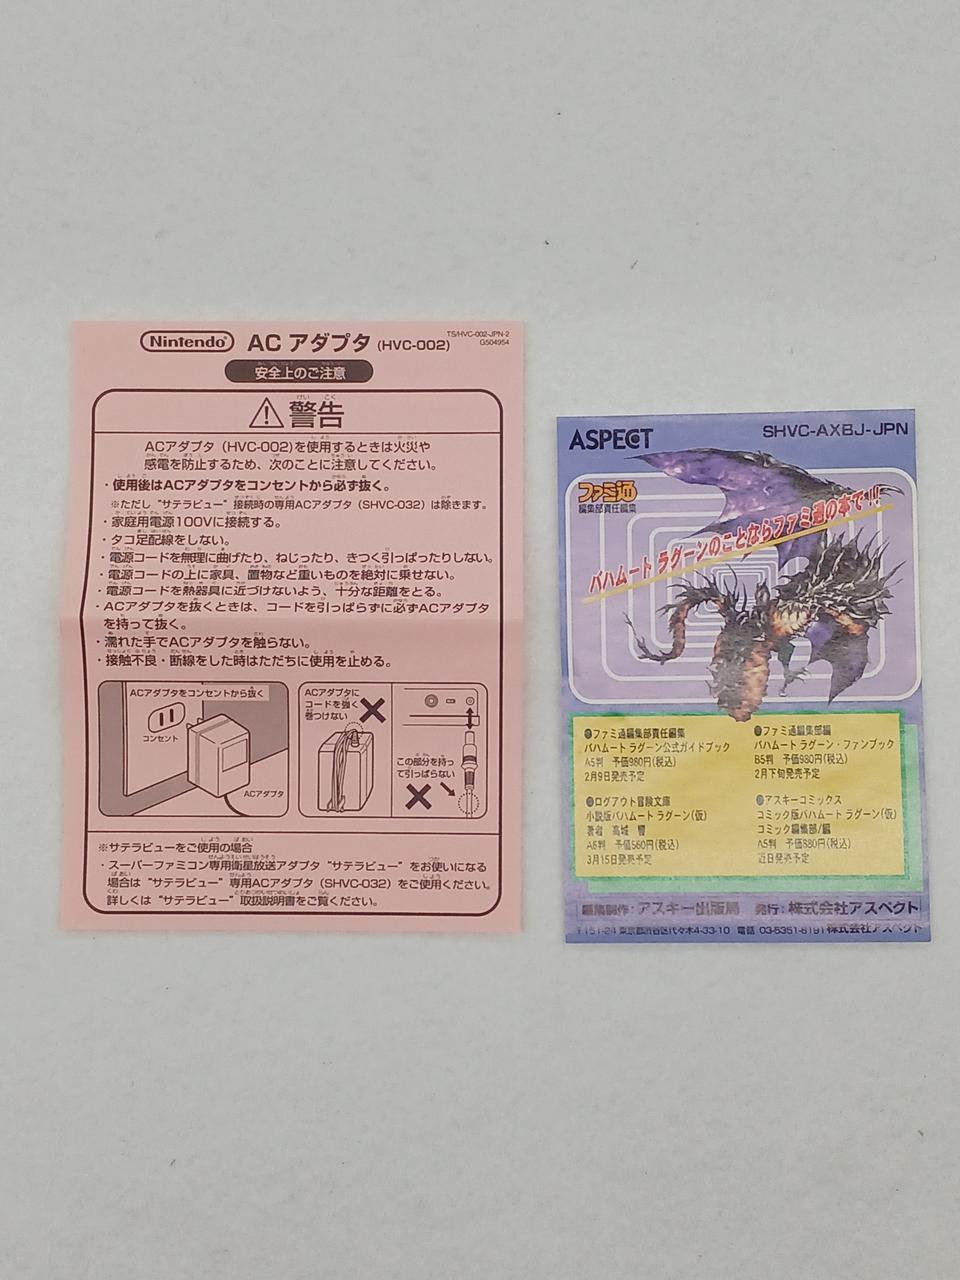 Nintendo
AC アダプタ (HVC-002)
TS/HVC-002-JPN-2
G504954
安全上のご注意
警告
ACアダプタ (HVC-002)を使用するときは火災や
感電を防止するため、次のことに注意してください。
・使用後はACアダプタをコンセントから必ず抜く。
※ただし“サテラビュー”接続時の専用ACアダプタ (SHVC-032) は除きます。
・家庭用電源100Vに接続する。
・タコ足配線をしない。
・電源コードを無理に曲げたり、ねじったり、きつく引っぱったりしない。
・電源コードの上に家具、置物など重いものを絶対に乗せない。
・電源コードを熱器具に近づけないよう、十分な距離をとる。
・ACアダプタを抜くときは、コードを引っぱらずに必ずACアダプタ
を持って抜く。
・濡れた手でACアダプタを触らない。
・接触不良・断線をした時はただちに使用を止める。
ACアダプタをコンセントから抜く
コンセント
ACアダプタ
ACアダプタに
コードを強く
巻つけない
この部分を持っ
て引っぱらない
※サテラビューをご使用の場合
・スーパーファミコン専用衛星放送アダプタ“サテラビュー”をお使いになる
場合は“サテラビュー”専用ACアダプタ (SHVC-032) をご使用ください。
詳しくは“サテラビュー”取扱説明書をご覧ください。
ASPECT
SHVC-AXBJ-JPN
ファミ通
編集部責任編集
バハムート ラグーンのことならファミ通の本で!!
●ファミ通編集部責任編集
バハムート ラグーン公式ガイドブック
A5判 予価980円(税込)
2月9日発売予定
●ファミ通編集部編
バハムート ラグーン・ファンブック
B5判 予価980円(税込)
2月下旬発売予定
●ログアウト冒険文庫
小説版バハムート ラグーン(仮)
著者 高城 響
A6判 予価560円(税込)
3月15日発売予定
●アスキーコミックス
コミック版バハムート ラグーン(仮)
コミック編集部/編
A5判 予価880円(税込)
近日発売予定
編集制作:アスキー出版局 発行:株式会社アスペクト
〒151-24 東京都渋谷区代々木4-33-10 電話 03-5351-8191 株式会社アスペクト